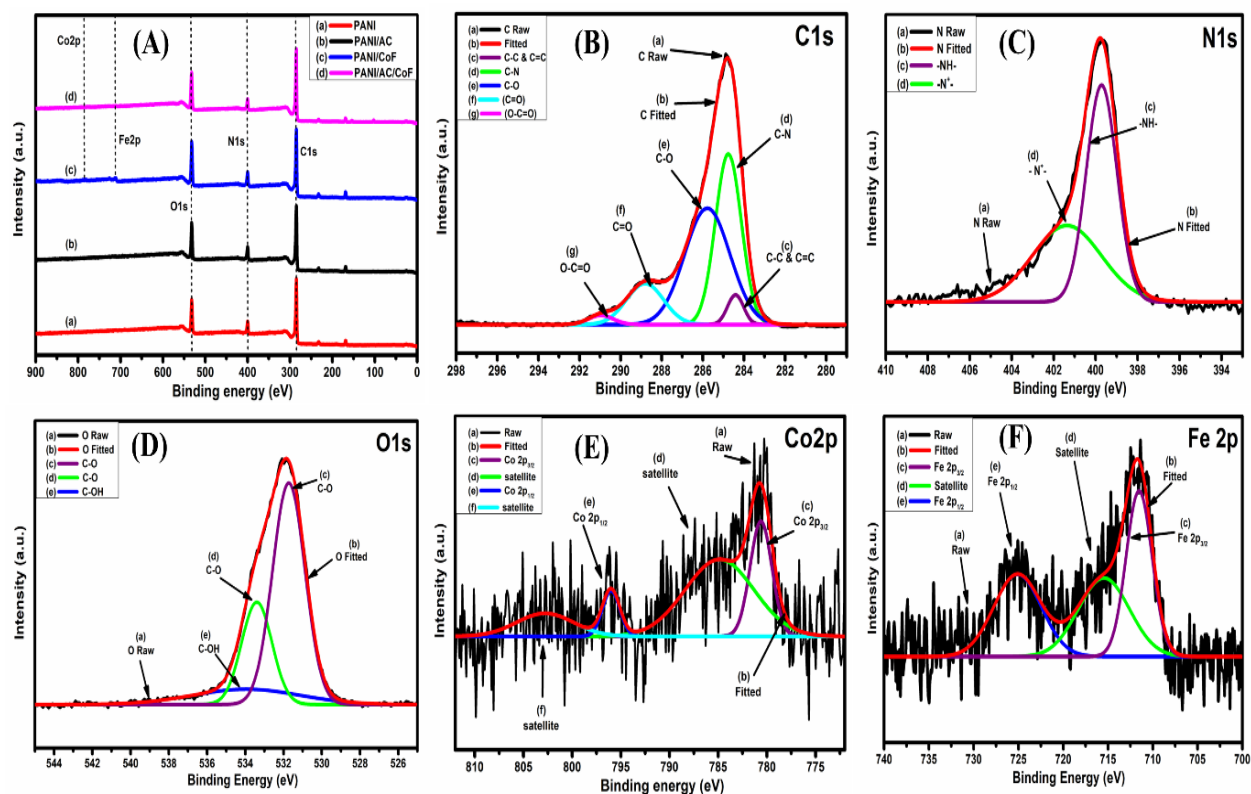 (A)
(a) PANI
(b) PANI/AC
(c) PANI/CoF
(d) PANI/AC/CoF
Co2p
Fe2p
O1s
N1s
C1s
(d)
(c)
(b)
(a)
Intensity (a.u.)
900 800 700 600 500 400 300 200 100 0
Binding energy (eV)
(B)
C1s
(a) C Raw
(b) Fitted
(c) C-C & C=C
(d) C-N
(e) C-O
(f) (C=O)
(g) (O-C=O)
(a)
C Raw
(b)
C Fitted
(d)
C-N
(e)
C-O
(f)
C=O
(g)
O-C=O
(c)
C-C & C=C
Intensity (a.u.)
298 296 294 292 290 288 286 284 282 280
Binding Energy (eV)
(C)
N1s
(a) N Raw
(b) N Fitted
(c) -NH-
(d) -N⁺-
(c)
-NH-
(d)
- N⁺-
(a)
N Raw
(b)
N Fitted
Intensity (a.u.)
410 408 406 404 402 400 398 396 394
Binding Energy (eV)
(D)
O1s
(a) O Raw
(b) O Fitted
(c) C-O
(d) C-O
(e) C-OH
(c)
C-O
(b)
O Fitted
(d)
C-O
(e)
C-OH
(a)
O Raw
Intensity (a.u.)
544 542 540 538 536 534 532 530 528 526
Binding Energy (eV)
(E)
Co2p
(a) Raw
(b) Fitted
(c) Co 2p₃/₂
(d) satellite
(e) Co 2p₁/₂
(f) satellite
(a)
Raw
(d)
satellite
(e)
Co 2p₁/₂
(c)
Co 2p₃/₂
(b)
Fitted
(f)
satellite
Intensity (a.u.)
810 805 800 795 790 785 780 775
Binding energy (eV)
(F)
Fe 2p
(a) Raw
(b) Fitted
(c) Fe 2p₃/₂
(d) Satellite
(e) Fe 2p₁/₂
(d)
Satellite
(e)
Fe 2p₁/₂
(b)
Fitted
(c)
Fe 2p₃/₂
(a)
Raw
Intensity (a.u.)
740 735 730 725 720 715 710 705 700
Binding Energy (eV)